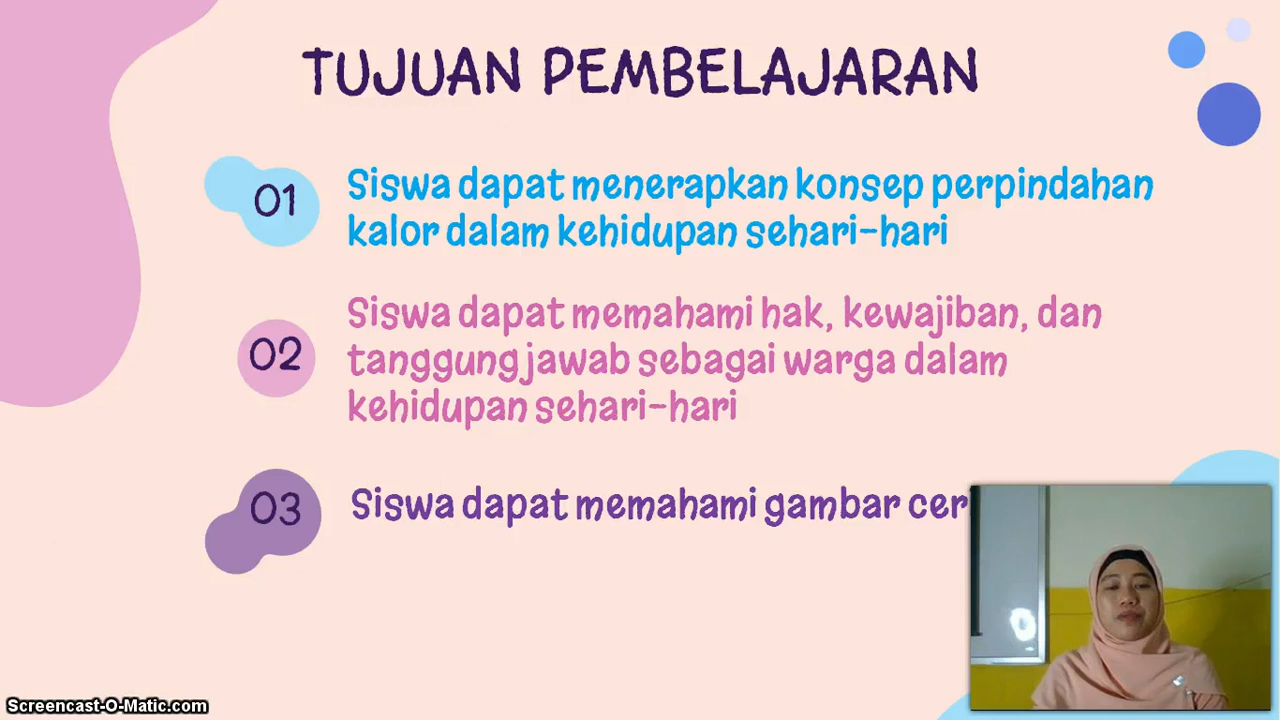 TUJUAN PEMBELAJARAN
01
Siswa dapat menerapkan konsep perpindahan
kalor dalam kehidupan sehari-hari
02
Siswa dapat memahami hak, kewajiban, dan
tanggung jawab sebagai warga dalam
kehidupan sehari-hari
03
Siswa dapat memahami gambar
Screencast-O-Matic.com